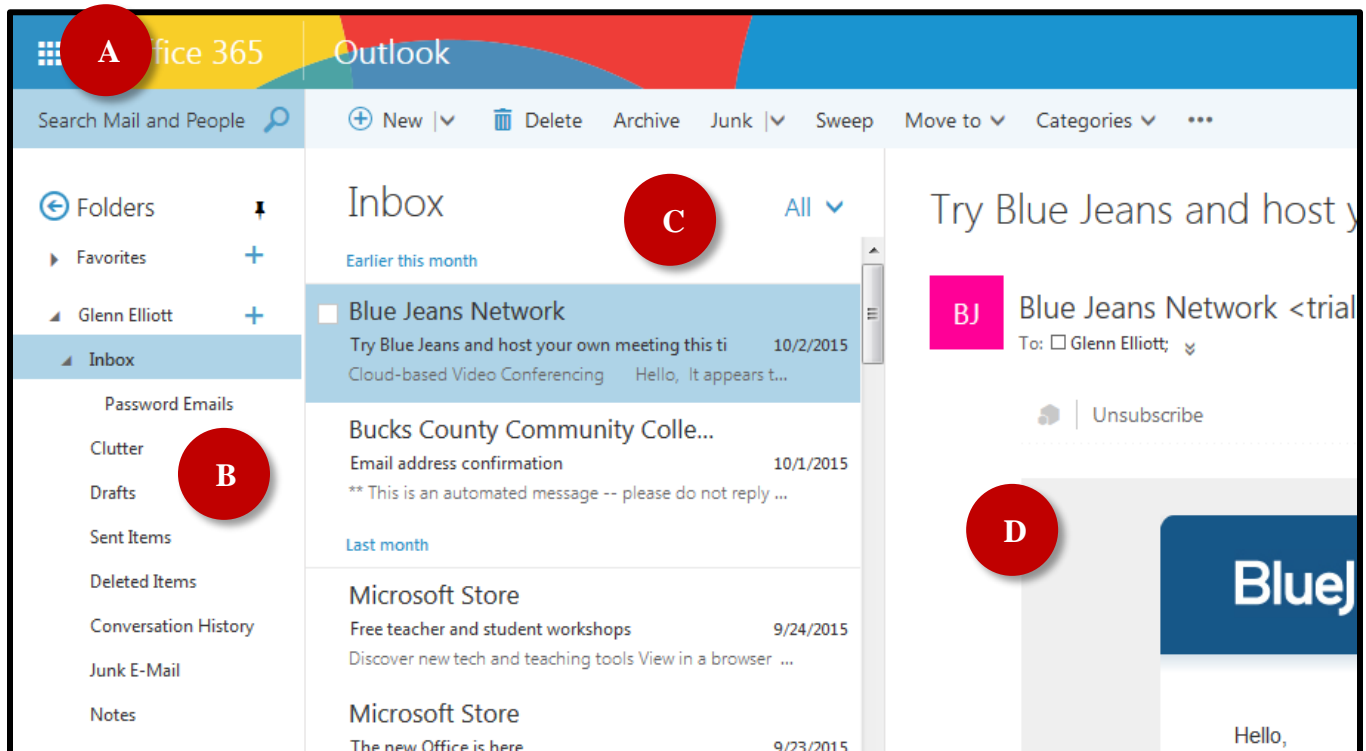 A
fice 365
Outlook
Search Mail and People
New
Delete
Archive
Junk
Sweep
Move to
Categories
•••
Folders
Favorites
Glenn Elliott
Inbox
Password Emails
Clutter
B
Drafts
Sent Items
Deleted Items
Conversation History
Junk E-Mail
Notes
Inbox
C
All
Earlier this month
Blue Jeans Network
Try Blue Jeans and host your own meeting this ti 10/2/2015
Cloud-based Video Conferencing Hello, It appears t...
Bucks County Community Colle...
Email address confirmation 10/1/2015
** This is an automated message -- please do not reply ...
Last month
Microsoft Store
Free teacher and student workshops 9/24/2015
Discover new tech and teaching tools View in a browser ...
Microsoft Store
The new Office is here 9/23/2015
Try Blue Jeans and host y
BJ
Blue Jeans Network <trial
To: Glenn Elliott;
Unsubscribe
D
BlueJ
Hello,